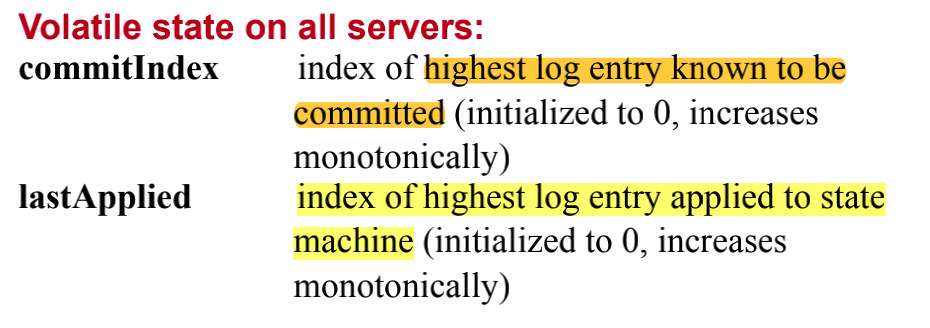 Volatile state on all servers:
commitIndex index of highest log entry known to be
committed (initialized to 0, increases
monotonically)
lastApplied index of highest log entry applied to state
machine (initialized to 0, increases
monotonically)